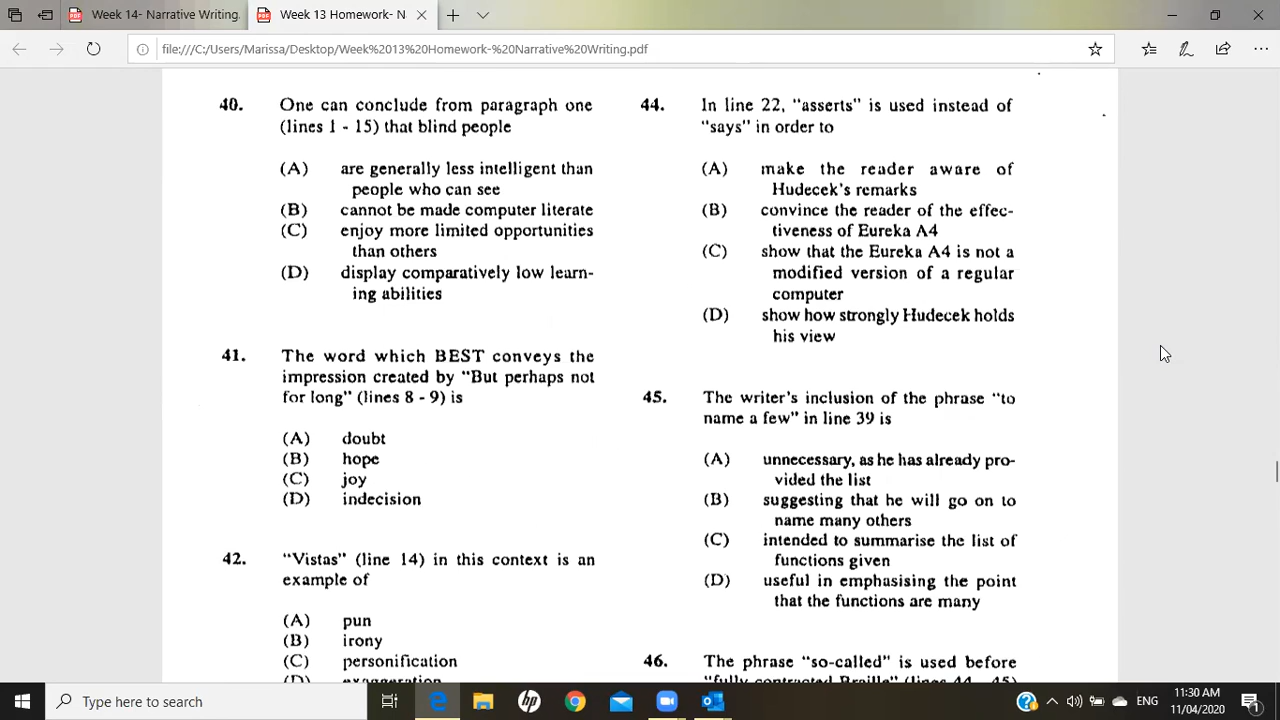 Week 14- Narrative Writing.
Week 13 Homework- N
file:///C:/Users/Marissa/Desktop/Week%2013%20Homework-%20Narrative%20Writing.pdf
40. One can conclude from paragraph one
(lines 1 - 15) that blind people
(A) are generally less intelligent than
people who can see
(B) cannot be made computer literate
(C) enjoy more limited opportunities
than others
(D) display comparatively low learn-
ing abilities
41. The word which BEST conveys the
impression created by "But perhaps not
for long" (lines 8 - 9) is
(A) doubt
(B) hope
(C) joy
(D) indecision
42. "Vistas" (line 14) in this context is an
example of
(A) pun
(B) irony
(C) personification
(D) exaggeration
44. In line 22, "asserts" is used instead of
"says" in order to
(A) make the reader aware of
Hudecek's remarks
(B) convince the reader of the effec-
tiveness of Eureka A4
(C) show that the Eureka A4 is not a
modified version of a regular
computer
(D) show how strongly Hudecek holds
his view
45. The writer's inclusion of the phrase "to
name a few" in line 39 is
(A) unnecessary, as he has already pro-
vided the list
(B) suggesting that he will go on to
name many others
(C) intended to summarise the list of
functions given
(D) useful in emphasising the point
that the functions are many
46. The phrase "so-called" is used before
"fully contracted Braille" (lines 44 - 45)
Type here to search
ENG
11:30 AM
11/04/2020